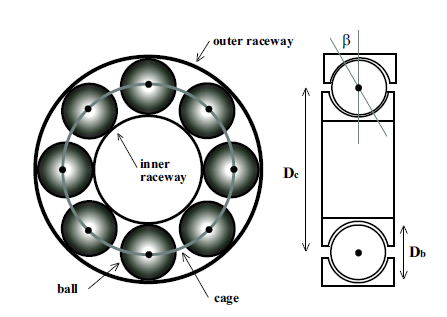 outer raceway
β
inner
raceway
Dc
Db
ball
cage